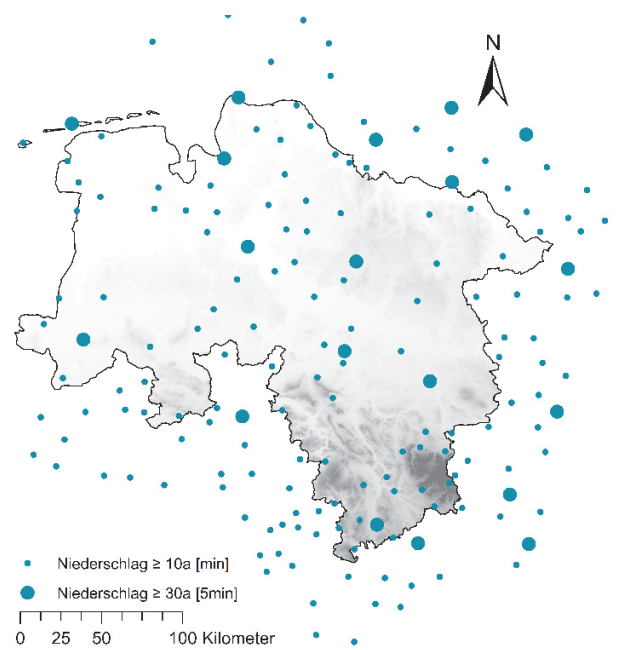 N
Niederschlag ≥ 10a [min]
Niederschlag ≥ 30a [5min]
0 25 50 100 Kilometer